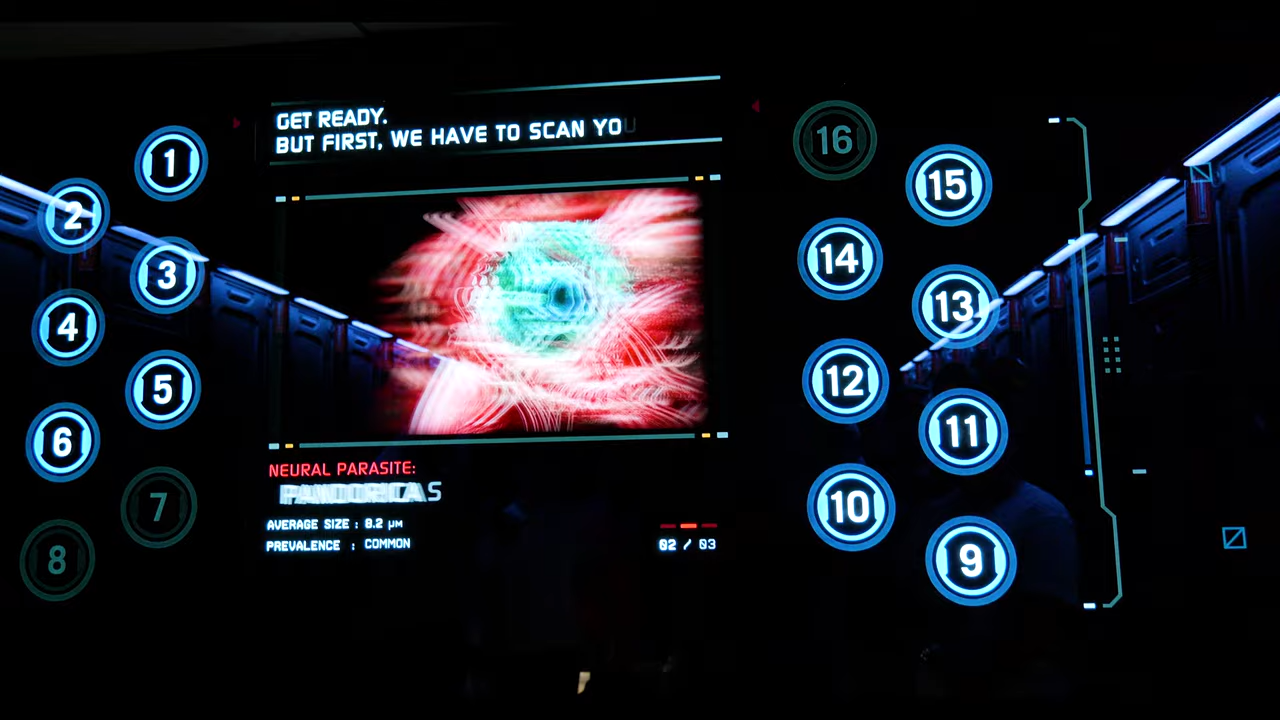 GET READY.
BUT FIRST, WE HAVE TO SCAN YOU
1
2
3
4
5
6
7
8
16
15
14
13
12
11
10
9
NEURAL PARASITE:
AVERAGE SIZE : 8.2 µm
PREVALENCE : COMMON
02 / 03